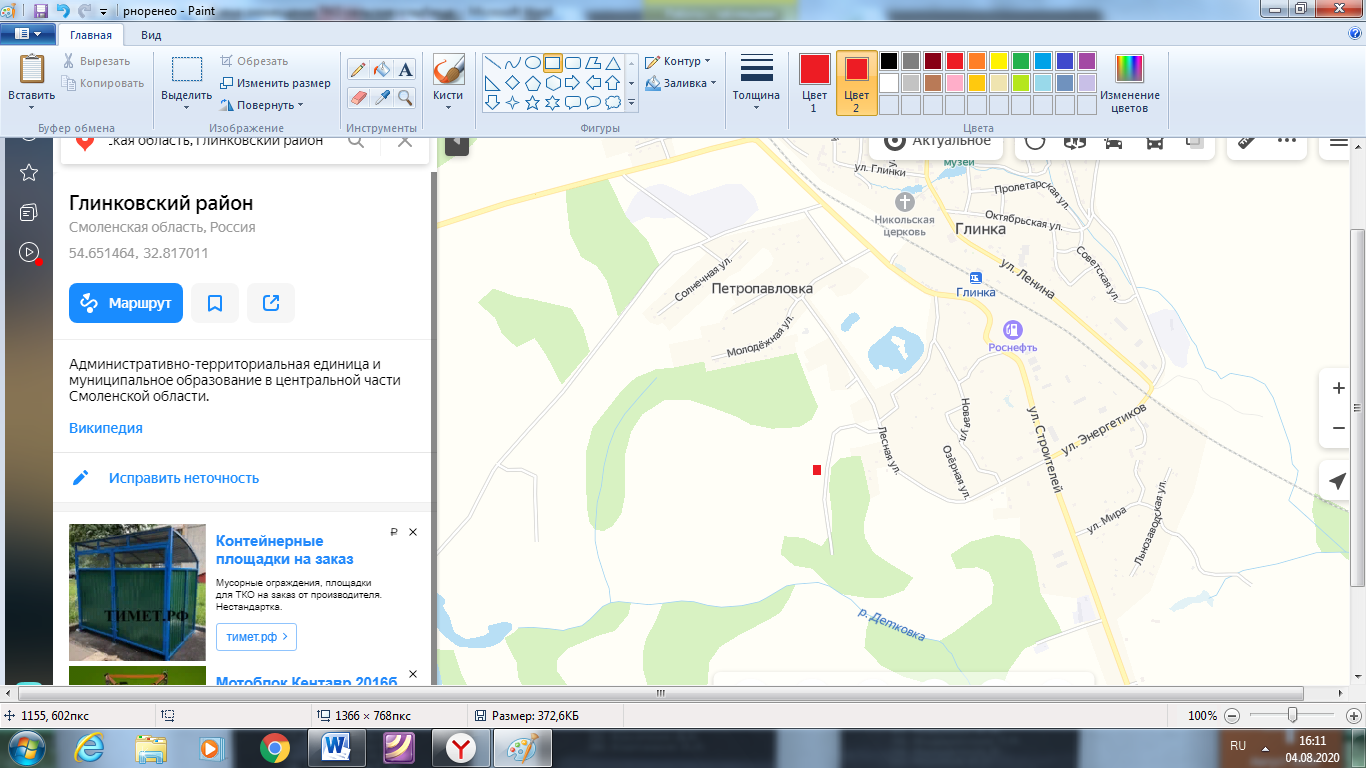 рнорене​о - Paint
Главная
Вид
Вставить
Вырезать
Копировать
Буфер обмена
Выделить
Обрезать
Изменить размер
Повернуть
Изображение
A
Инструменты
Кисти
Фигуры
Контур
Заливка
Толщина
Цвет 1
Цвет 2
Изменение цветов
Цвета
кая область, Глинковский район
Глинковский район
Смоленская область, Россия
54.651464, 32.817011
Маршрут
Административно-территориальная единица и
муниципальное образование в центральной части
Смоленской области.
Википедия
Исправить неточность
Контейнерные
площадки на заказ
Мусорные ограждения, площадки
для ТКО на заказ от производителя.
Нестандартка.
тимет.рф
ТИМЕТ.РФ
Мотоблок Кентавр 2016б
Актуальное
ул. Глинки
музей
Пролетарская ул.
Никольская
церковь
Октябрьская ул.
Глинка
Советская ул.
ул. Ленина
Солнечная ул.
Петропавловка
Глинка
Молодёжная ул.
Роснефть
Новая ул.
ул. Строителей
ул. Энергетиков
Лесная ул.
Озёрная ул.
ул. Мира
Льнозаводская ул.
р. Детковка
1155, 602пкс
1366 × 768пкс
Размер: 372,6КБ
100%
RU
16:11
04.08.2020